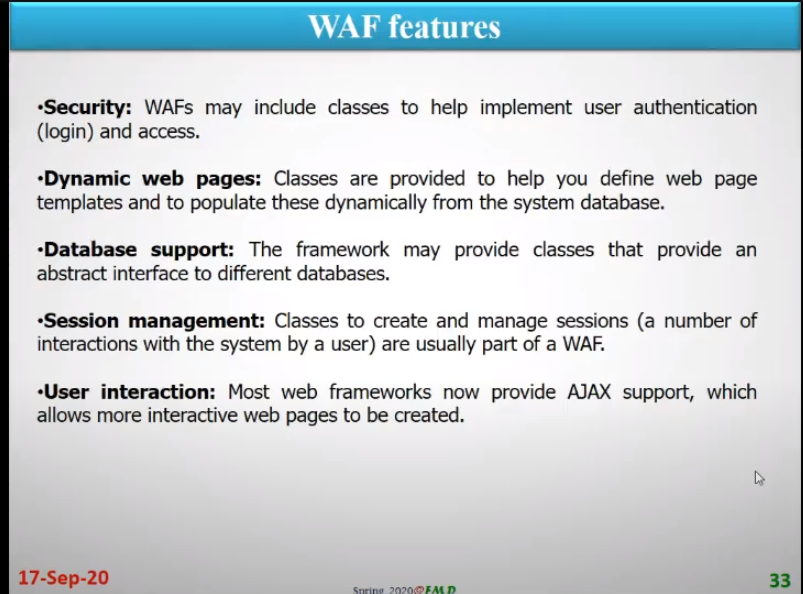 WAF features
•Security: WAFs may include classes to help implement user authentication
(login) and access.
•Dynamic web pages: Classes are provided to help you define web page
templates and to populate these dynamically from the system database.
•Database support: The framework may provide classes that provide an
abstract interface to different databases.
•Session management: Classes to create and manage sessions (a number of
interactions with the system by a user) are usually part of a WAF.
•User interaction: Most web frameworks now provide AJAX support, which
allows more interactive web pages to be created.
17-Sep-20
Spring 2020©FMD
33